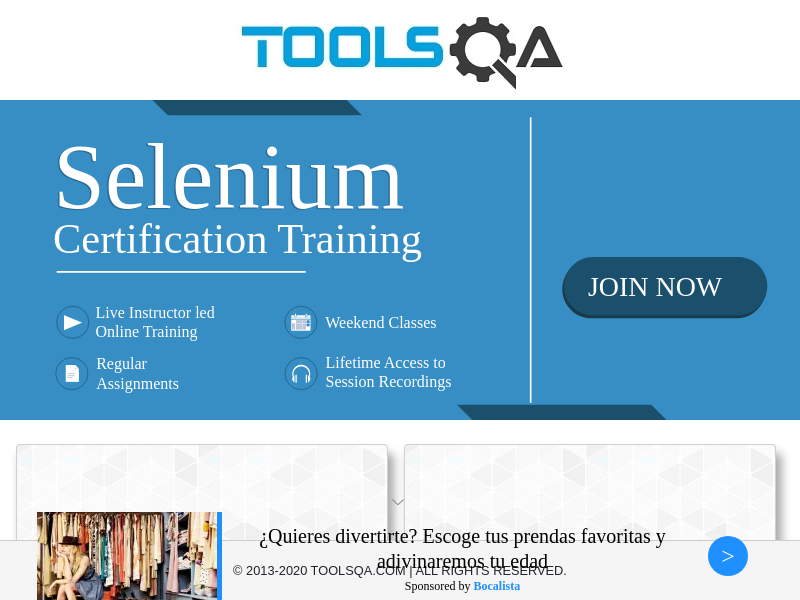 TOOLSQA
Selenium
Certification Training
JOIN NOW
Live Instructor led
Online Training
Weekend Classes
Regular
Assignments
Lifetime Access to
Session Recordings
¿Quieres divertirte? Escoge tus prendas favoritas y
adivinaremos tu edad
>
© 2013-2020 TOOLSQA.COM | ALL RIGHTS RESERVED.
Sponsored by Bocalista